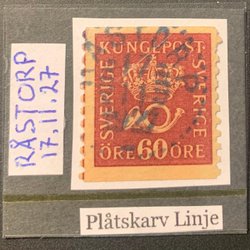 RÅSTORP
17.11.27
KUNGL.POST
SVERIGE
SVERIGE
ÖRE 60 ÖRE
Plåtskarv Linje